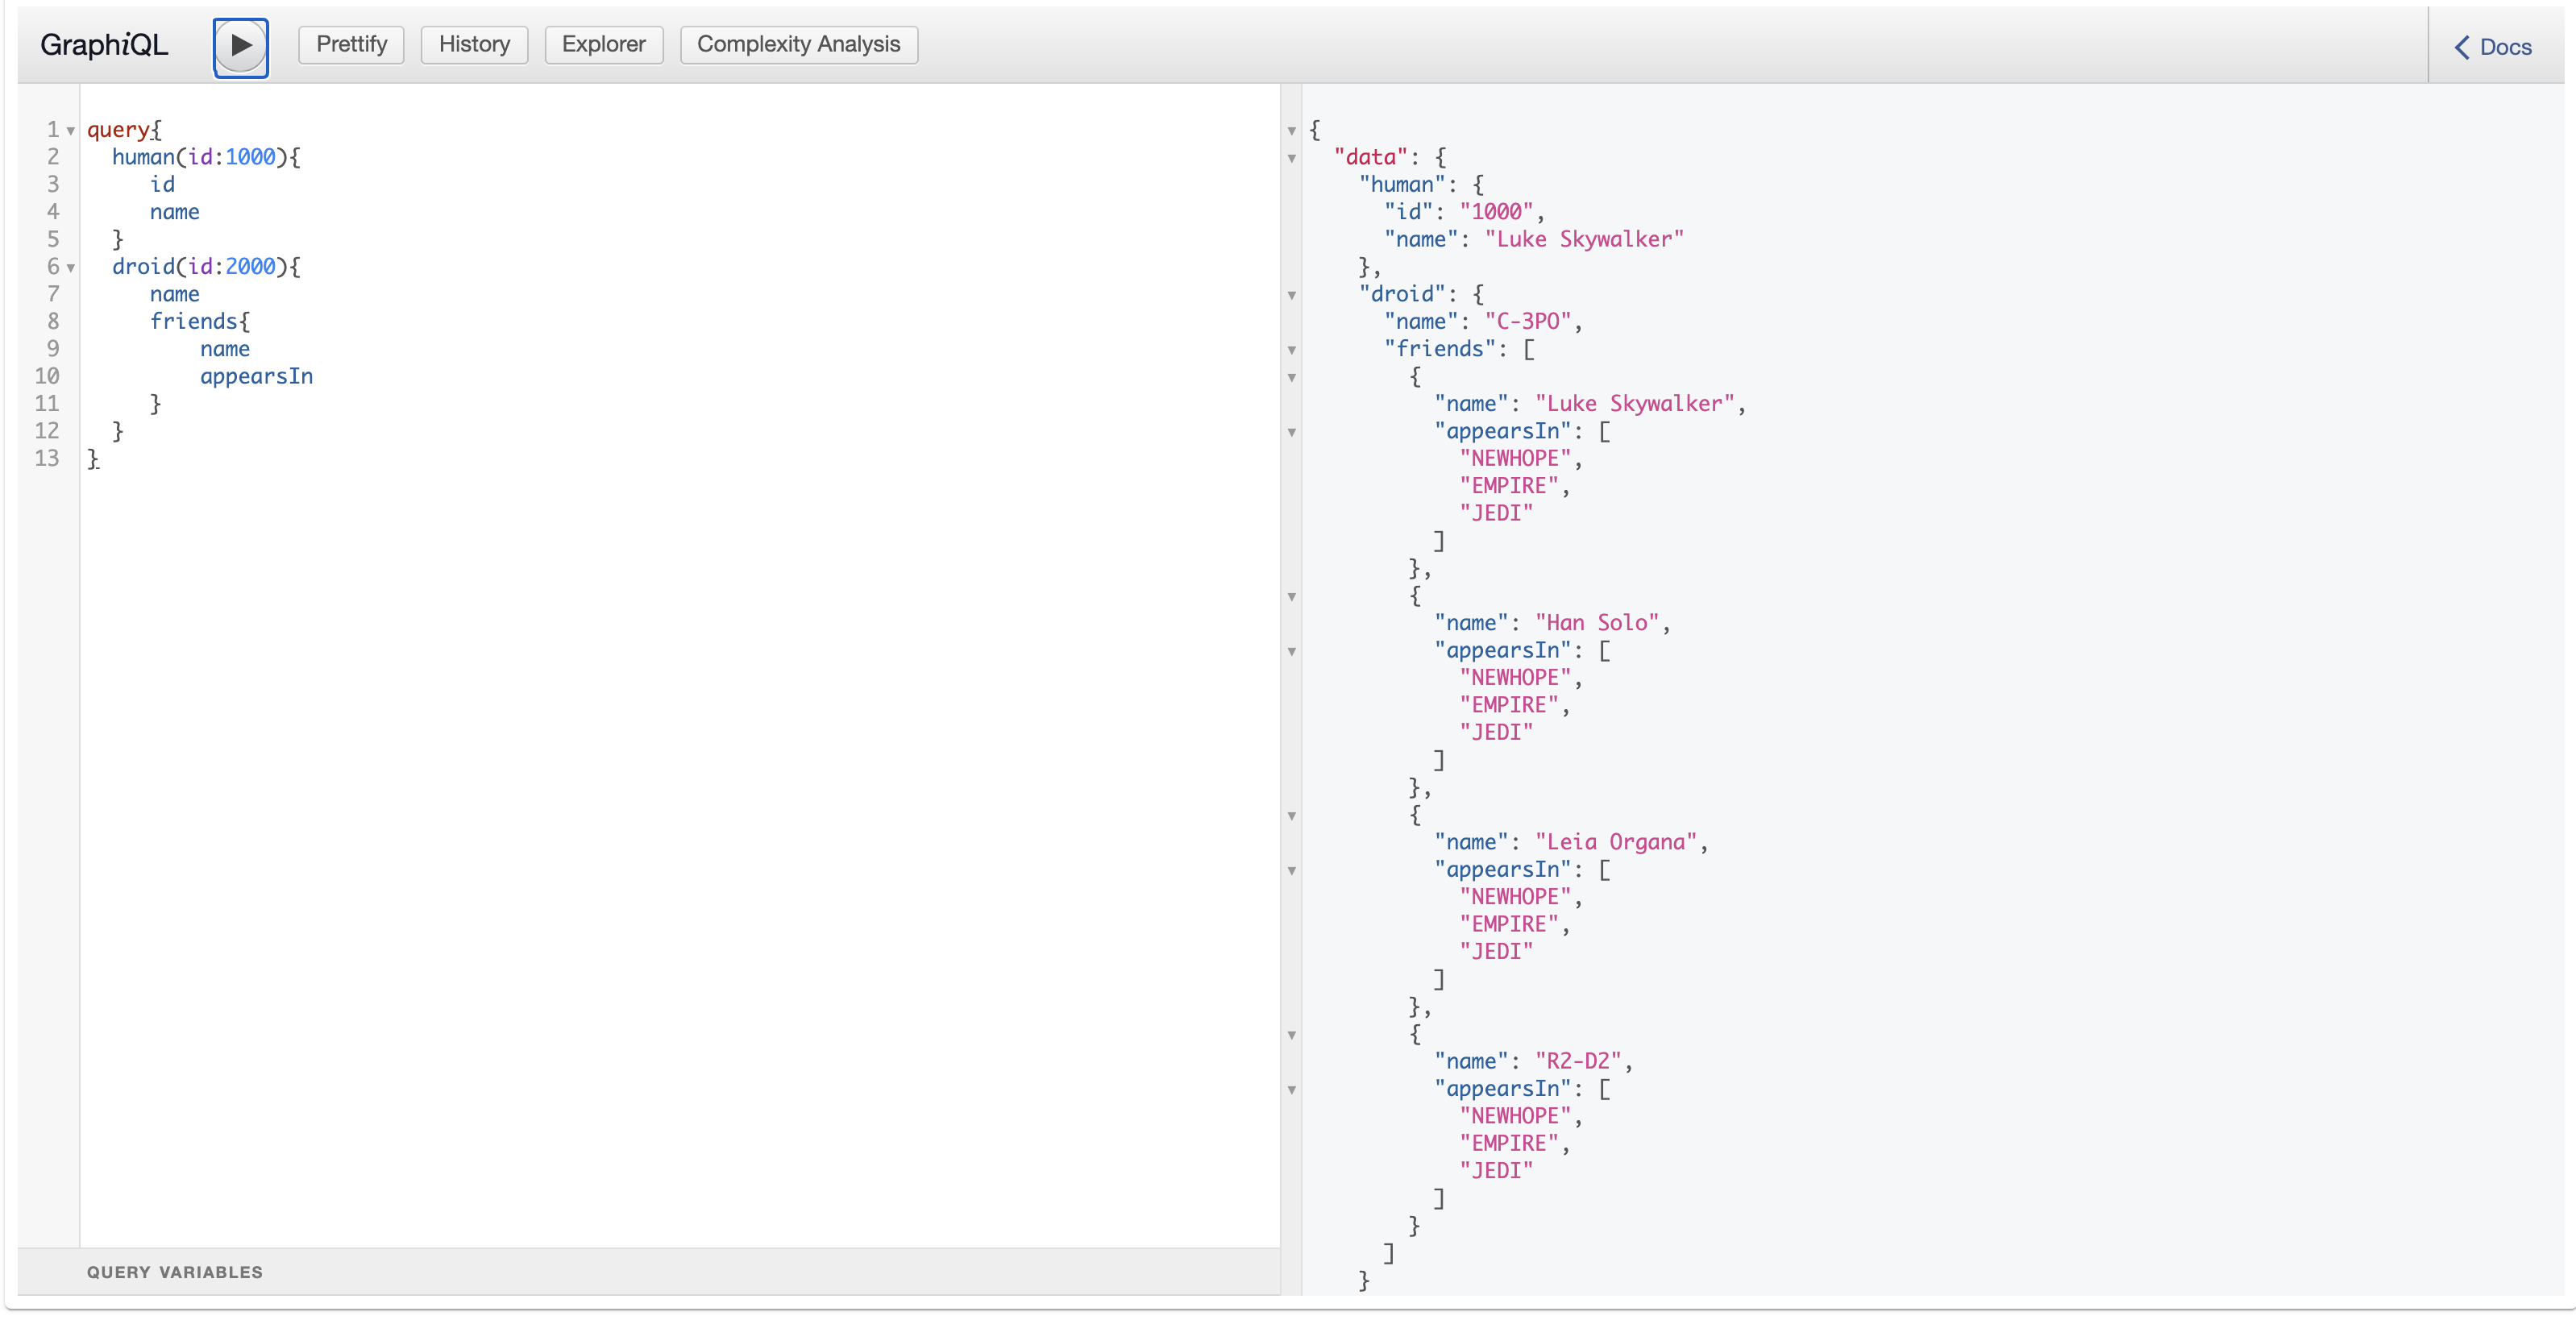 GraphiQL
Prettify
History
Explorer
Complexity Analysis
Docs
1 query{
2 human(id:1000){
3 id
4 name
5 }
6 droid(id:2000){
7 name
8 friends{
9 name
10 appearsIn
11 }
12 }
13 }
QUERY VARIABLES
{
"data": {
"human": {
"id": "1000",
"name": "Luke Skywalker"
},
"droid": {
"name": "C-3PO",
"friends": [
{
"name": "Luke Skywalker",
"appearsIn": [
"NEWHOPE",
"EMPIRE",
"JEDI"
]
},
{
"name": "Han Solo",
"appearsIn": [
"NEWHOPE",
"EMPIRE",
"JEDI"
]
},
{
"name": "Leia Organa",
"appearsIn": [
"NEWHOPE",
"EMPIRE",
"JEDI"
]
},
{
"name": "R2-D2",
"appearsIn": [
"NEWHOPE",
"EMPIRE",
"JEDI"
]
}
]
}